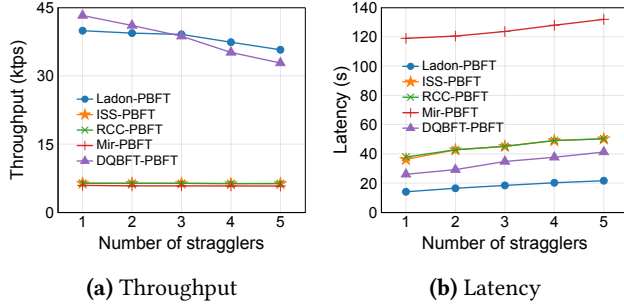 45
30
15
0
Throughput (ktps)
Ladon-PBFT
ISS-PBFT
RCC-PBFT
Mir-PBFT
DQBFT-PBFT
1 2 3 4 5
Number of stragglers
(a) Throughput
140
120
100
80
60
40
20
0
Latency (s)
Ladon-PBFT
ISS-PBFT
RCC-PBFT
Mir-PBFT
DQBFT-PBFT
1 2 3 4 5
Number of stragglers
(b) Latency